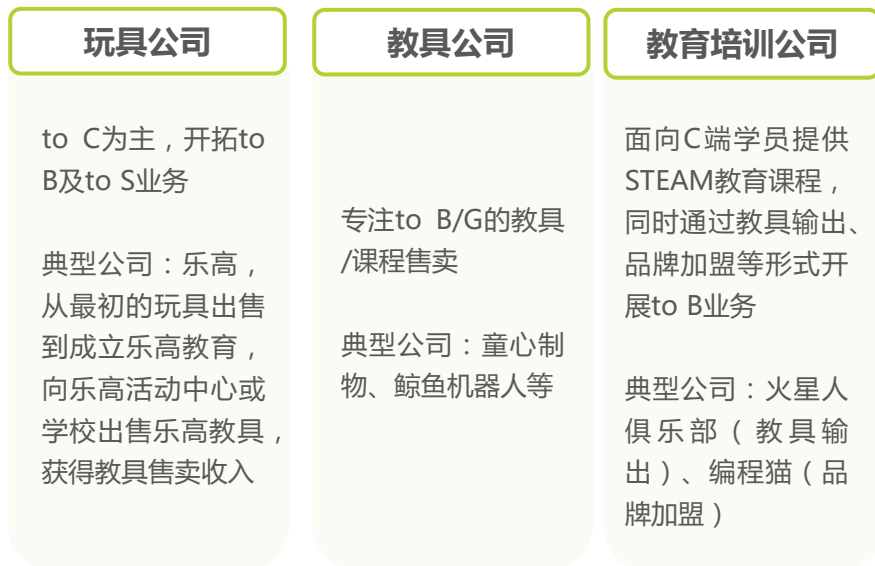 玩具公司
to C为主，开拓to
B及to S业务
典型公司：乐高，
从最初的玩具出售
到成立乐高教育，
向乐高活动中心或
学校出售乐高教具，
获得教具售卖收入
教具公司
专注to B/G的教具
/课程售卖
典型公司：童心制
物、鲸鱼机器人等
教育培训公司
面向C端学员提供
STEAM教育课程，
同时通过教具输出、
品牌加盟等形式开
展to B业务
典型公司：火星人
俱乐部（教具输
出）、编程猫（品
牌加盟）